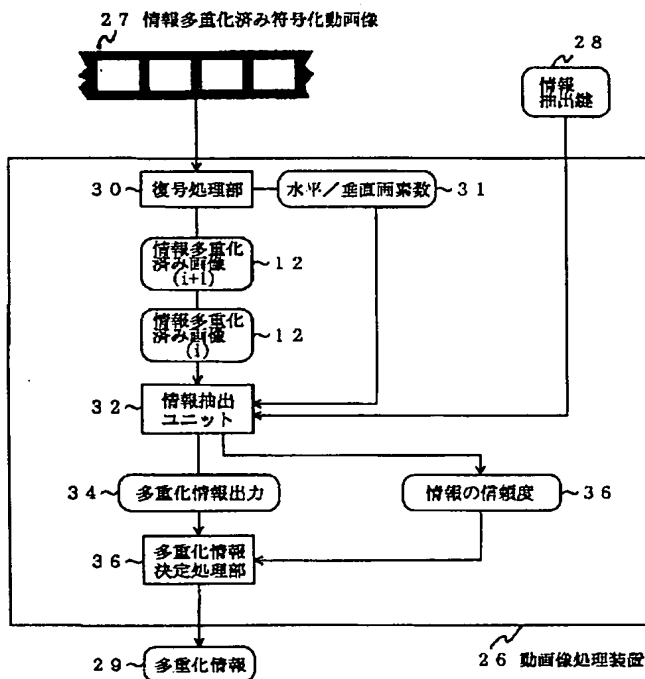 27 情報多重化済み符号化動画像
28
情報
抽出鍵
30 復号処理部
水平/垂直画素数 31
情報多重化
済み画像
(i+1)
12
情報多重化
済み画像
(i)
12
32 情報抽出
ユニット
34 多重化情報出力
情報の信頼度 36
36 多重化情報
決定処理部
29 多重化情報
26 動画像処理装置